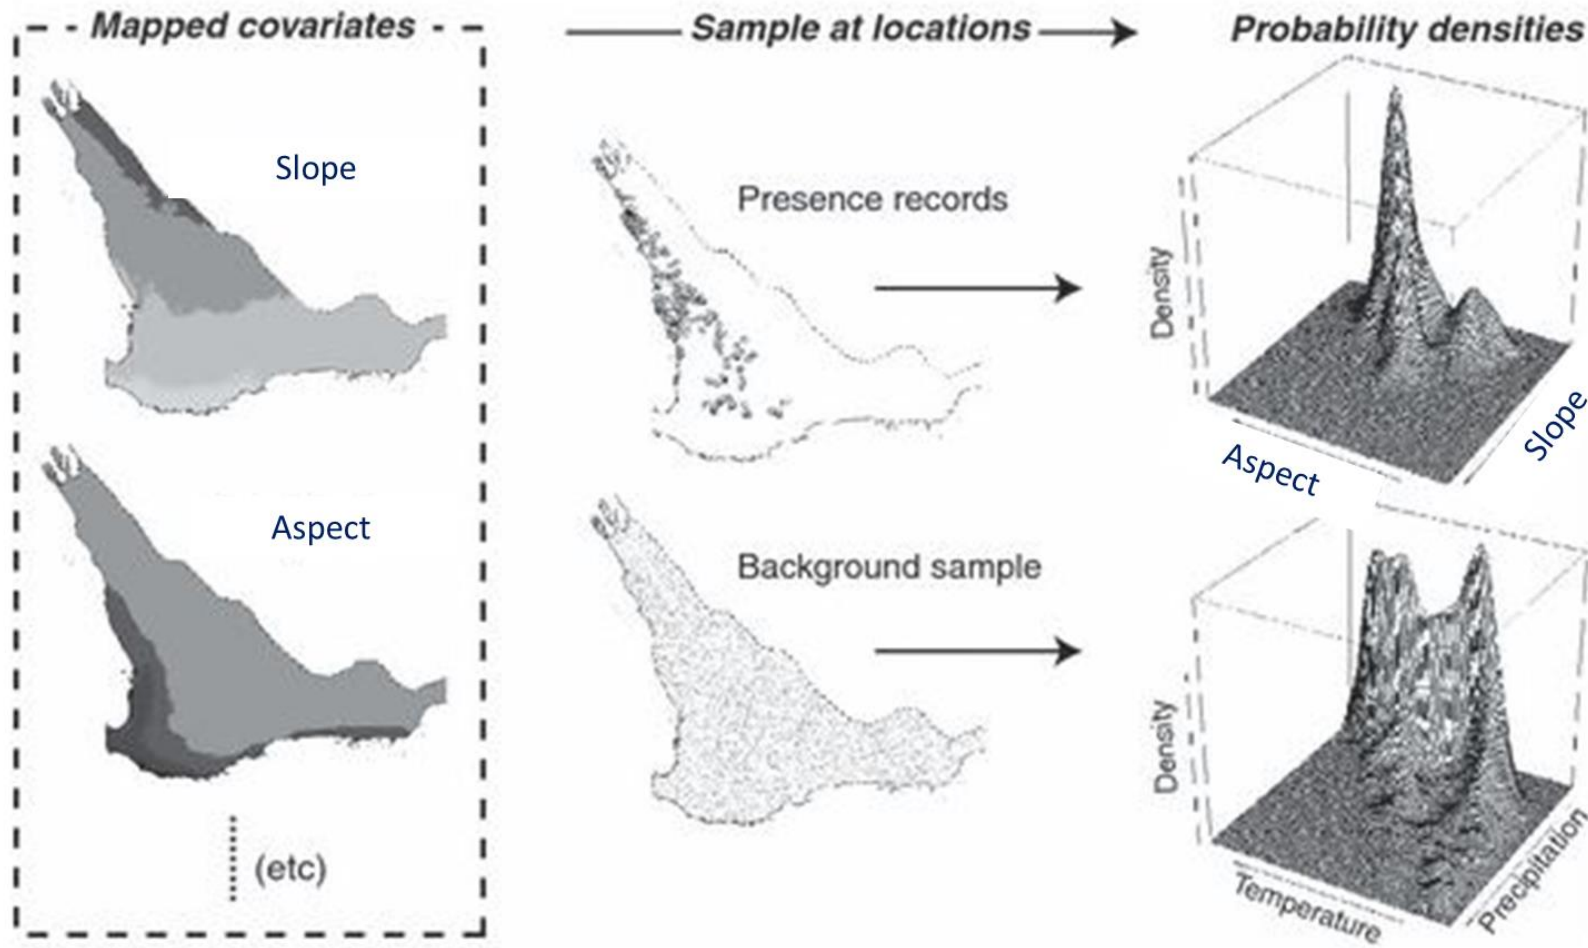 Mapped covariates
Sample at locations
Probability densities
Slope
Presence records
Density
Aspect
Slope
Aspect
Background sample
Density
Temperature
Precipitation
(etc)